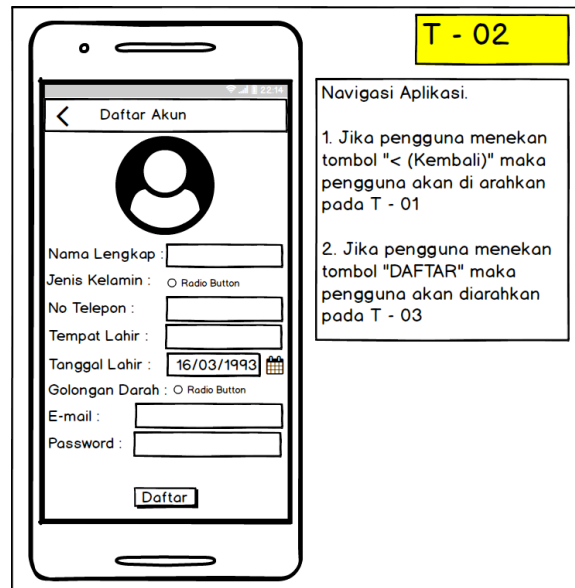 T - 02
22.14
Daftar Akun
Nama Lengkap :
Jenis Kelamin :
Radio Button
No Telepon :
Tempat Lahir :
Tanggal Lahir :
16/03/1993
Golongan Darah :
Radio Button
E-mail :
Password :
Daftar
Navigasi Aplikasi.
1. Jika pengguna menekan
tombol "< (Kembali)" maka
pengguna akan di arahkan
pada T - 01
2. Jika pengguna menekan
tombol "DAFTAR" maka
pengguna akan diarahkan
pada T - 03